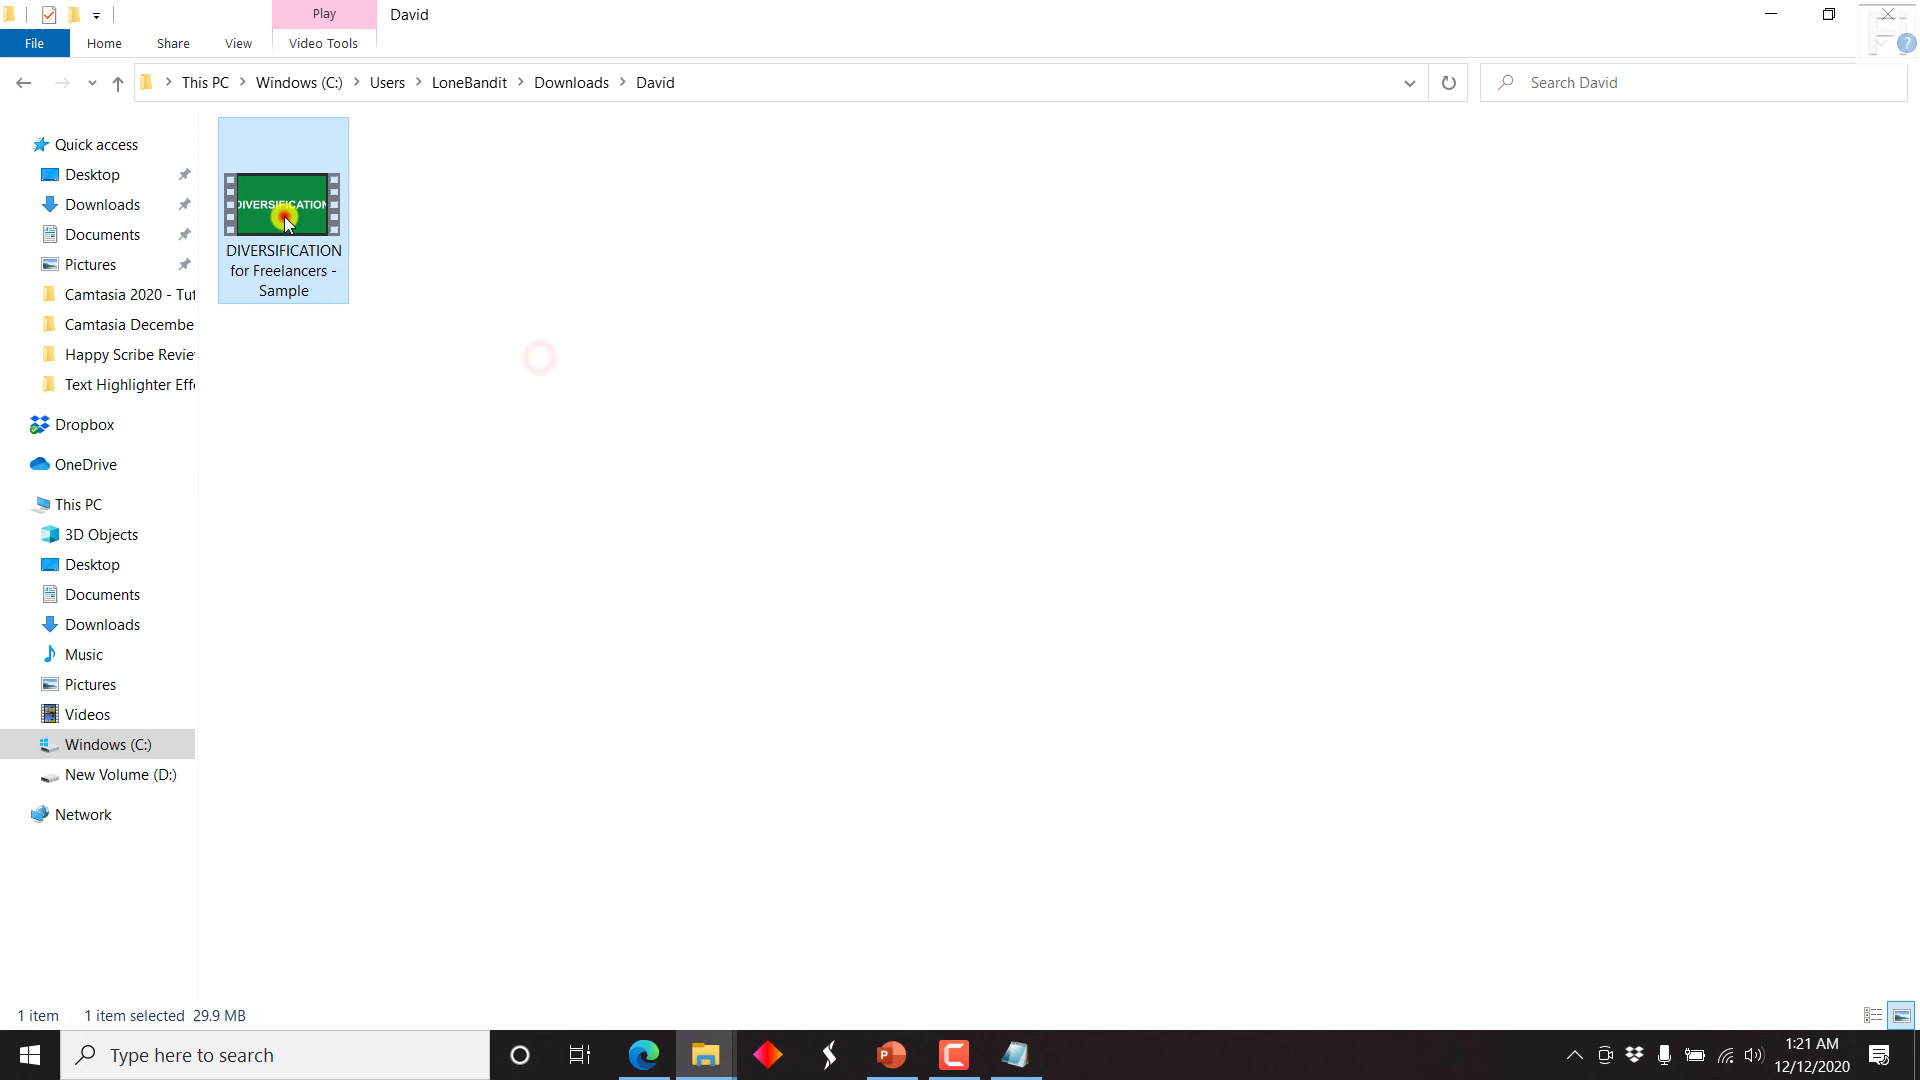 Play
David
File
Home
Share
View
Video Tools
This PC
Windows (C:)
Users
LoneBandit
Downloads
David
Search David
Quick access
Desktop
Downloads
Documents
Pictures
Camtasia 2020 - Tut
Camtasia Decembe
Happy Scribe Revie
Text Highlighter Effe
Dropbox
OneDrive
This PC
3D Objects
Desktop
Documents
Downloads
Music
Pictures
Videos
Windows (C:)
New Volume (D:)
Network
DIVERSIFICATION
DIVERSIFICATION
for Freelancers -
Sample
1 item
1 item selected 29.9 MB
Type here to search
1:21 AM
12/12/2020